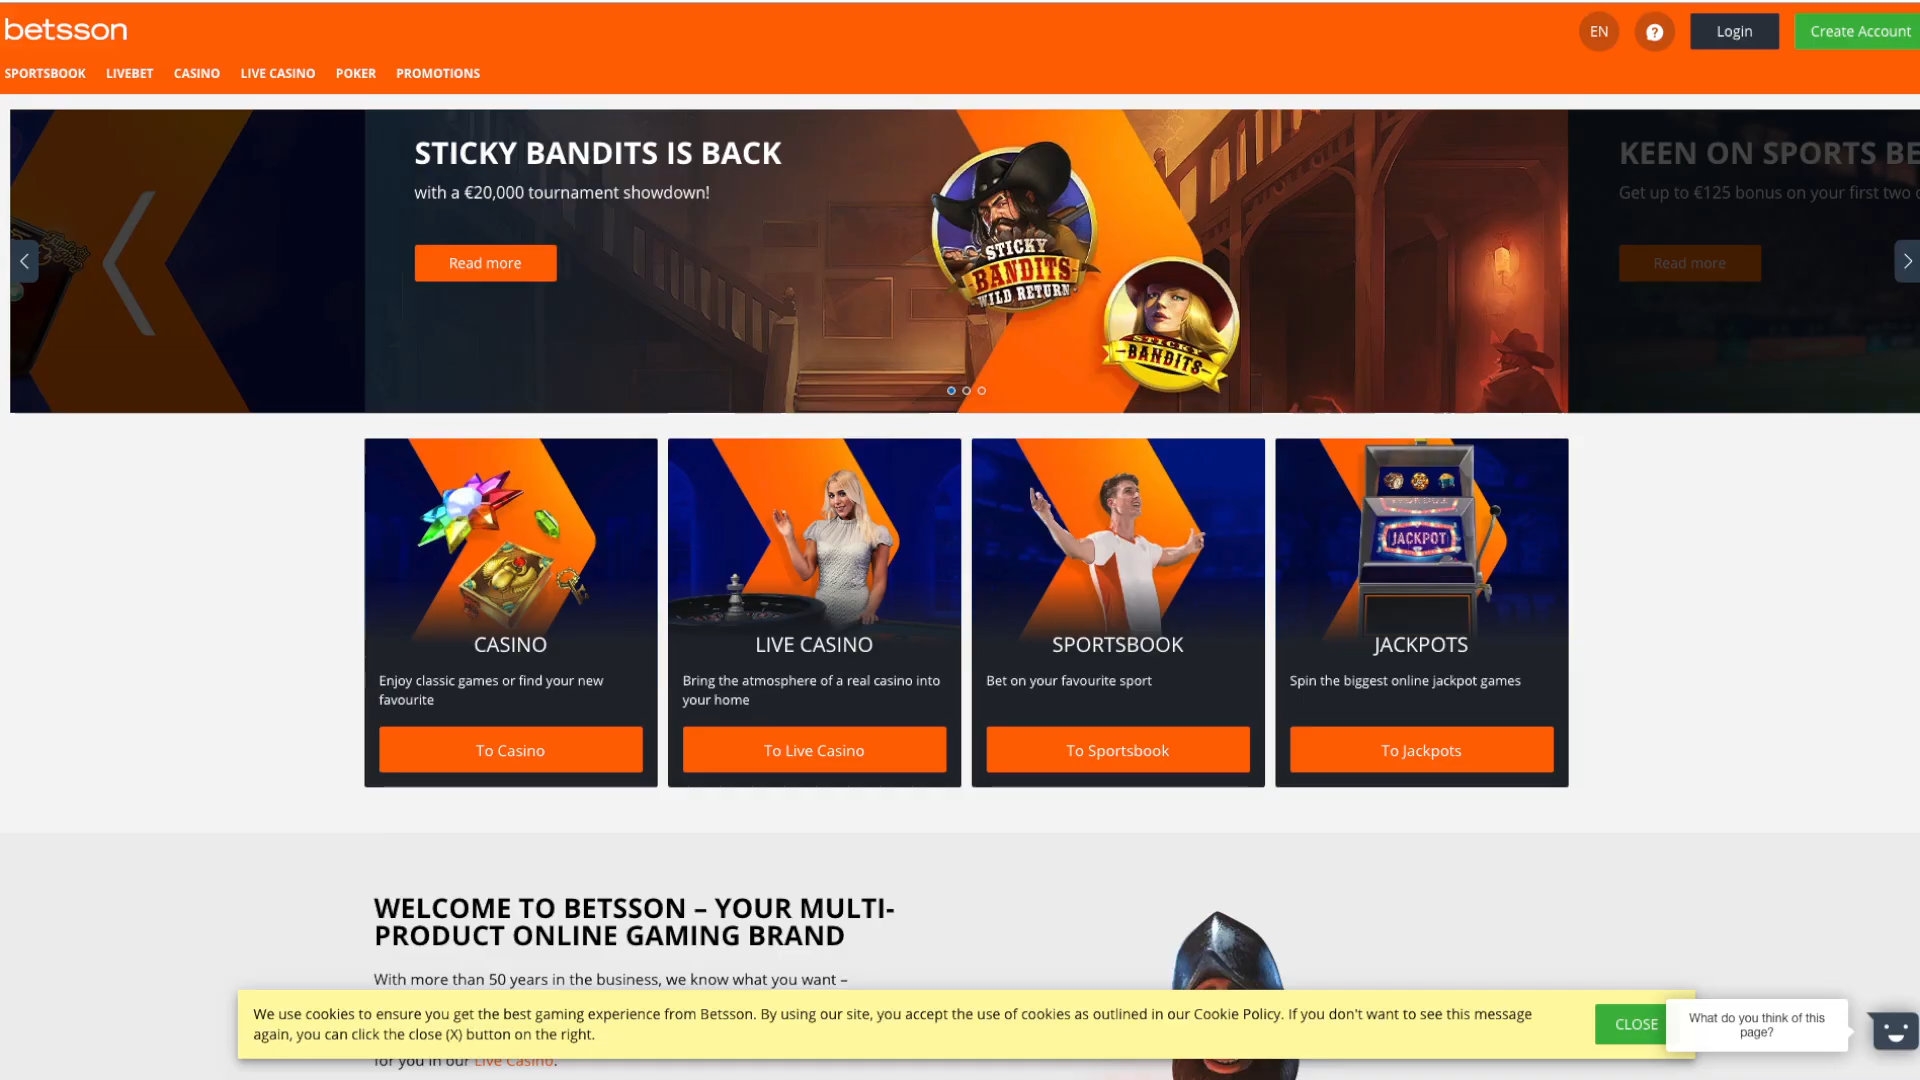 betsson
EN
?
Login
Create Account
SPORTSBOOK LIVEBET CASINO LIVE CASINO POKER PROMOTIONS
STICKY BANDITS IS BACK
with a €20,000 tournament showdown!
Read more
STICKY
BANDITS
WILD RETURN
STICKY
BANDITS
KEEN ON SPORTS BE
Get up to €125 bonus on your first two
Read more
JACKPOT
CASINO
Enjoy classic games or find your new
favourite
To Casino
LIVE CASINO
Bring the atmosphere of a real casino into
your home
To Live Casino
SPORTSBOOK
Bet on your favourite sport
To Sportsbook
JACKPOTS
Spin the biggest online jackpot games
To Jackpots
WELCOME TO BETSSON – YOUR MULTI-
PRODUCT ONLINE GAMING BRAND
With more than 50 years in the business, we know what you want –
We use cookies to ensure you get the best gaming experience from Betsson. By using our site, you accept the use of cookies as outlined in our Cookie Policy. If you don't want to see this message
again, you can click the close (X) button on the right.
CLOSE
What do you think of this
page?
for you in our Live Casino.